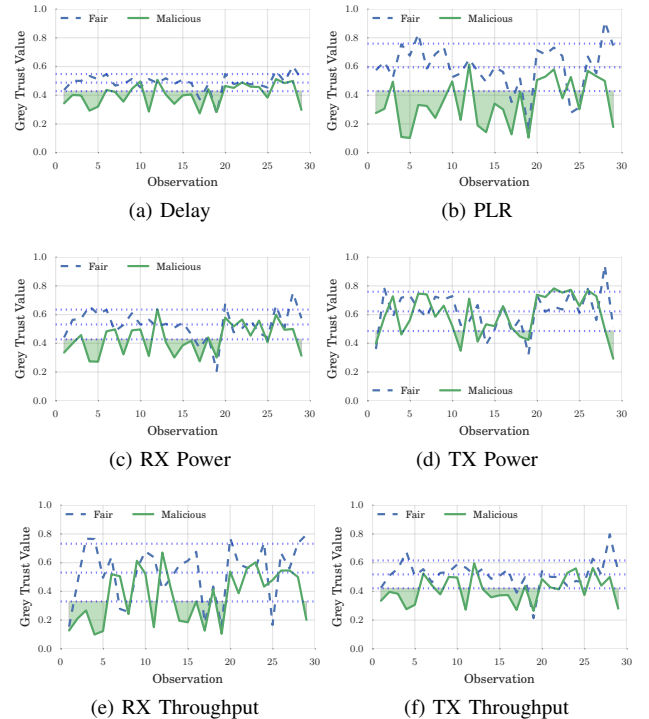 Fair Malicious
Grey Trust Value
1.0
0.8
0.6
0.4
0.2
0.0
0 5 10 15 20 25 30
Observation
(a) Delay
Fair Malicious
Grey Trust Value
1.0
0.8
0.6
0.4
0.2
0.0
0 5 10 15 20 25 30
Observation
(b) PLR
Fair Malicious
Grey Trust Value
1.0
0.8
0.6
0.4
0.2
0.0
0 5 10 15 20 25 30
Observation
(c) RX Power
Grey Trust Value
1.0
0.8
0.6
0.4
0.2
0.0
Fair Malicious
0 5 10 15 20 25 30
Observation
(d) TX Power
Fair Malicious
Grey Trust Value
1.0
0.8
0.6
0.4
0.2
0.0
0 5 10 15 20 25 30
Observation
(e) RX Throughput
Fair Malicious
Grey Trust Value
1.0
0.8
0.6
0.4
0.2
0.0
0 5 10 15 20 25 30
Observation
(f) TX Throughput